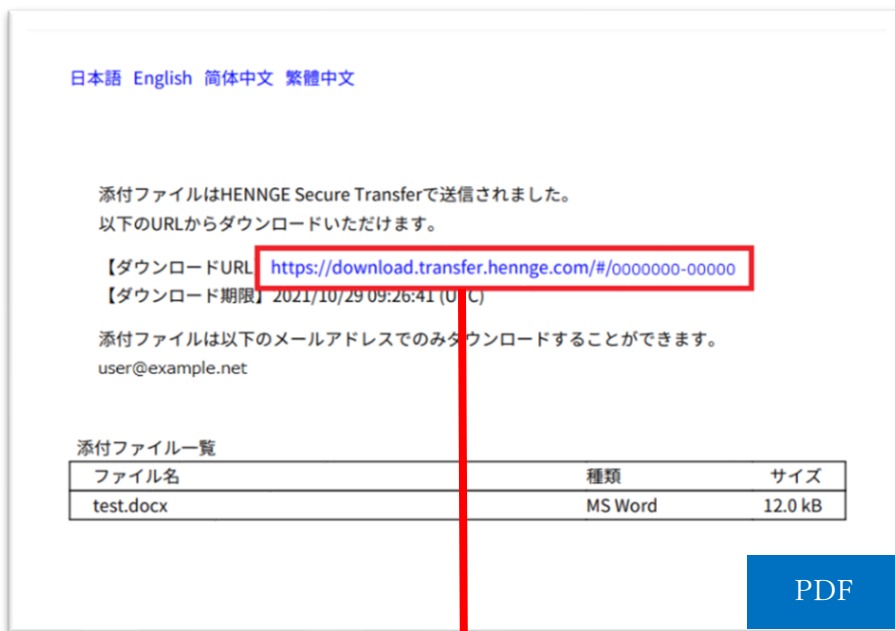 日本語 English 简体中文 繁體中文
添付ファイルはHENNGE Secure Transferで送信されました。
以下のURLからダウンロードいただけます。
【ダウンロードURL https://download.transfer.hennge.com/#/0000000-00000
【ダウンロード期限】2021/10/29 09:26:41 (UTC)
添付ファイルは以下のメールアドレスでのみダウンロードすることができます。
user@example.net
添付ファイル一覧
ファイル名 種類 サイズ
test.docx MS Word 12.0 kB
PDF